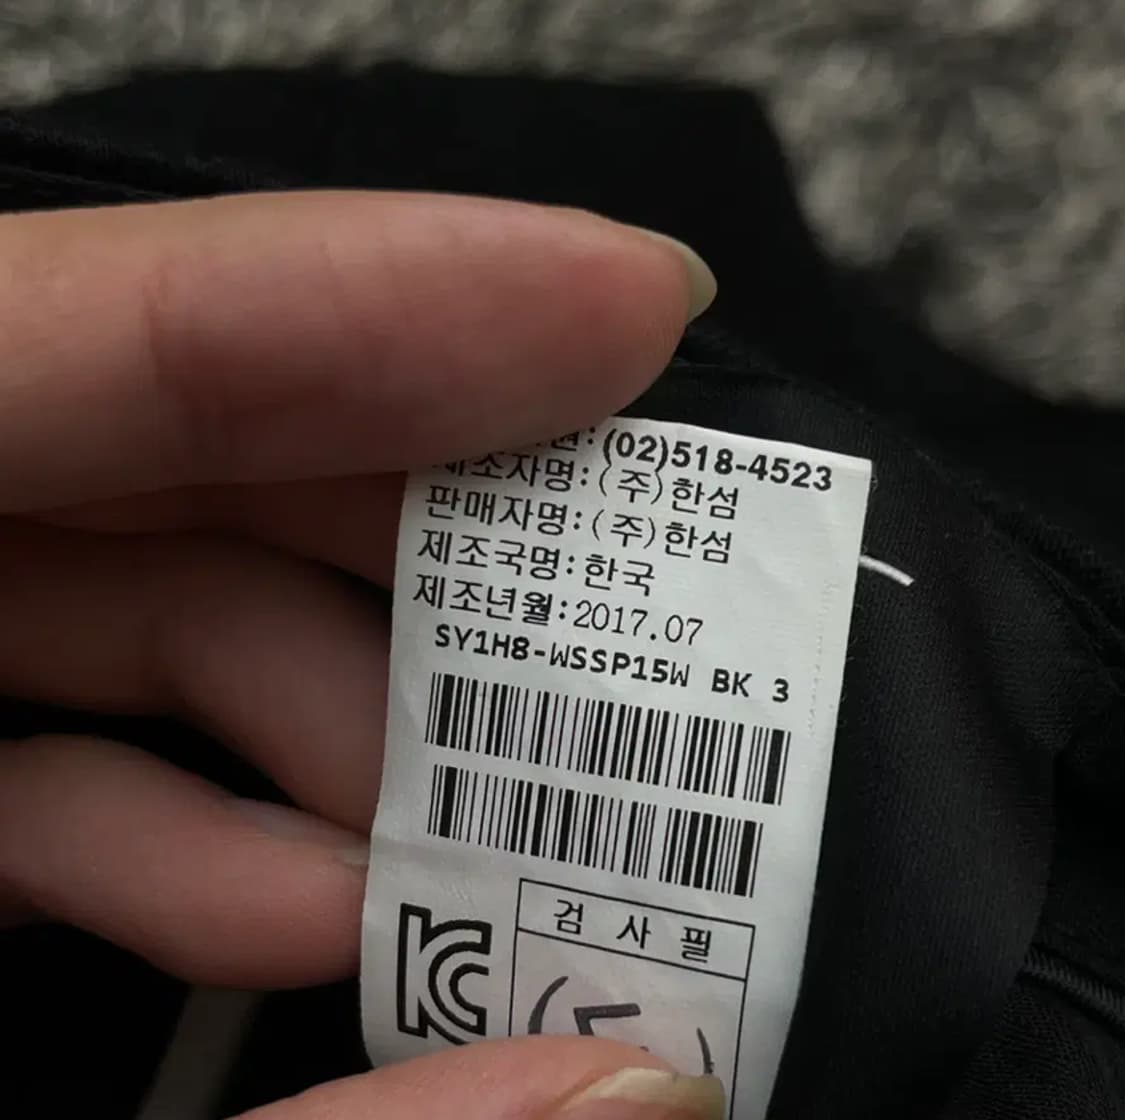 (02)518-4523
제조자명:(주)한섬
판매자명:(주)한섬
제조국명:한국
제조년월:2017.07
SY1H8-WSSP15W BK 3
KC
검 사 필